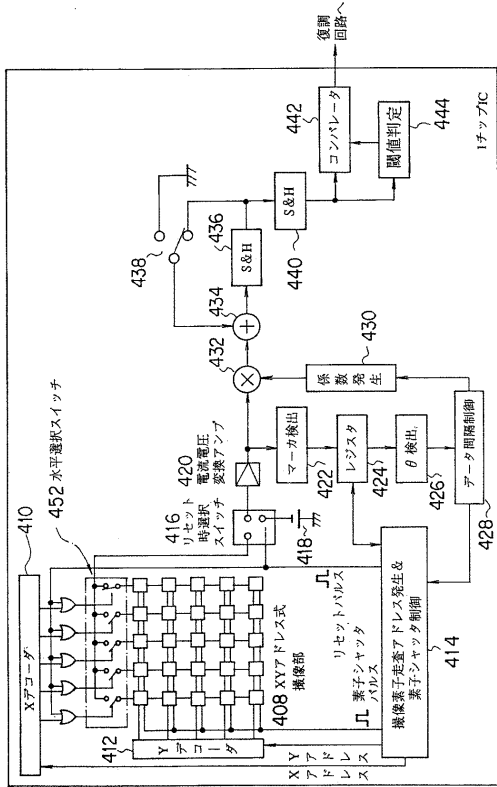 410
Xデコーダ
452 水平選択スイッチ
416
リセット
時選択
スイッチ
420
電流電圧
変換アンプ
418
412
Yデコーダ
408 XYアドレス式
撮像部
リセットパルス
素子シャッタ
パルス
XY
アドレス
撮像素子走査アドレス発生&
素子シャッタ制御
414
マーカ検出
422
レジスタ
424
θ検出
426
データ間隔制御
428
係数発生
430
432
×
434
+
438
S&H
436
S&H
440
コンパレータ
442
閾値判定
444
復調
回路へ
1チップIC